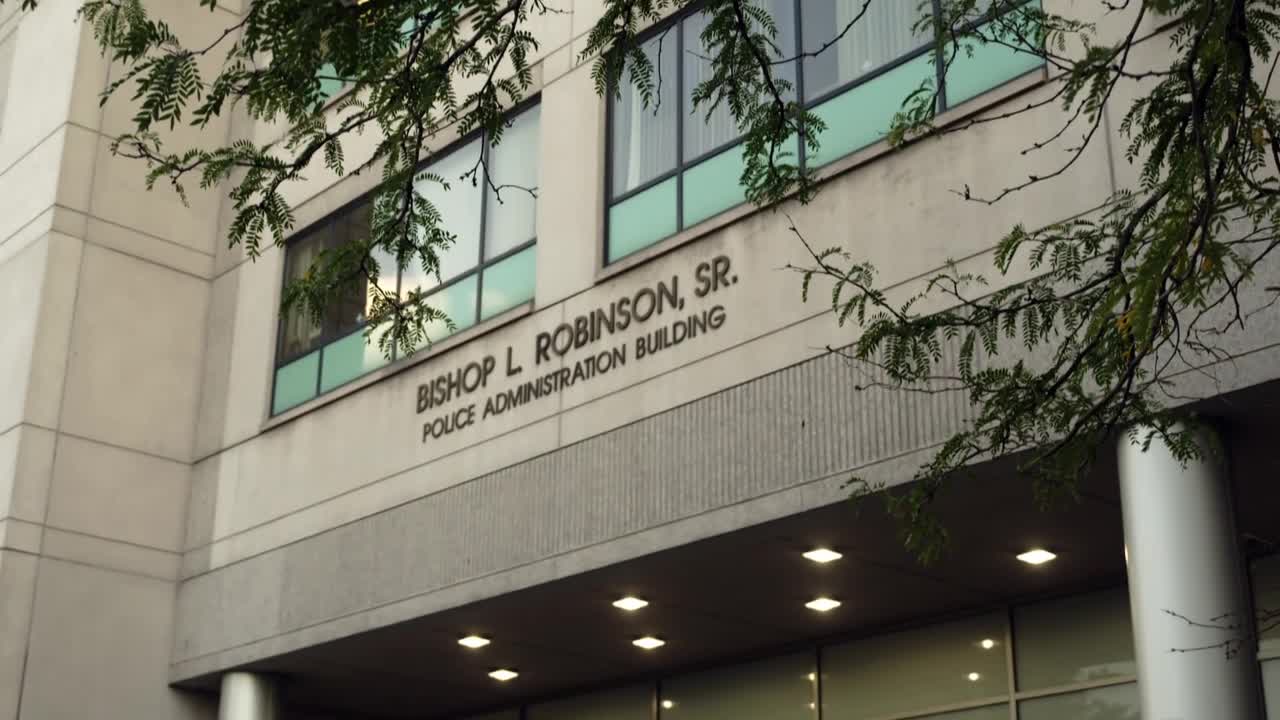 BISHOP L. ROBINSON, SR.
POLICE ADMINISTRATION BUILDING